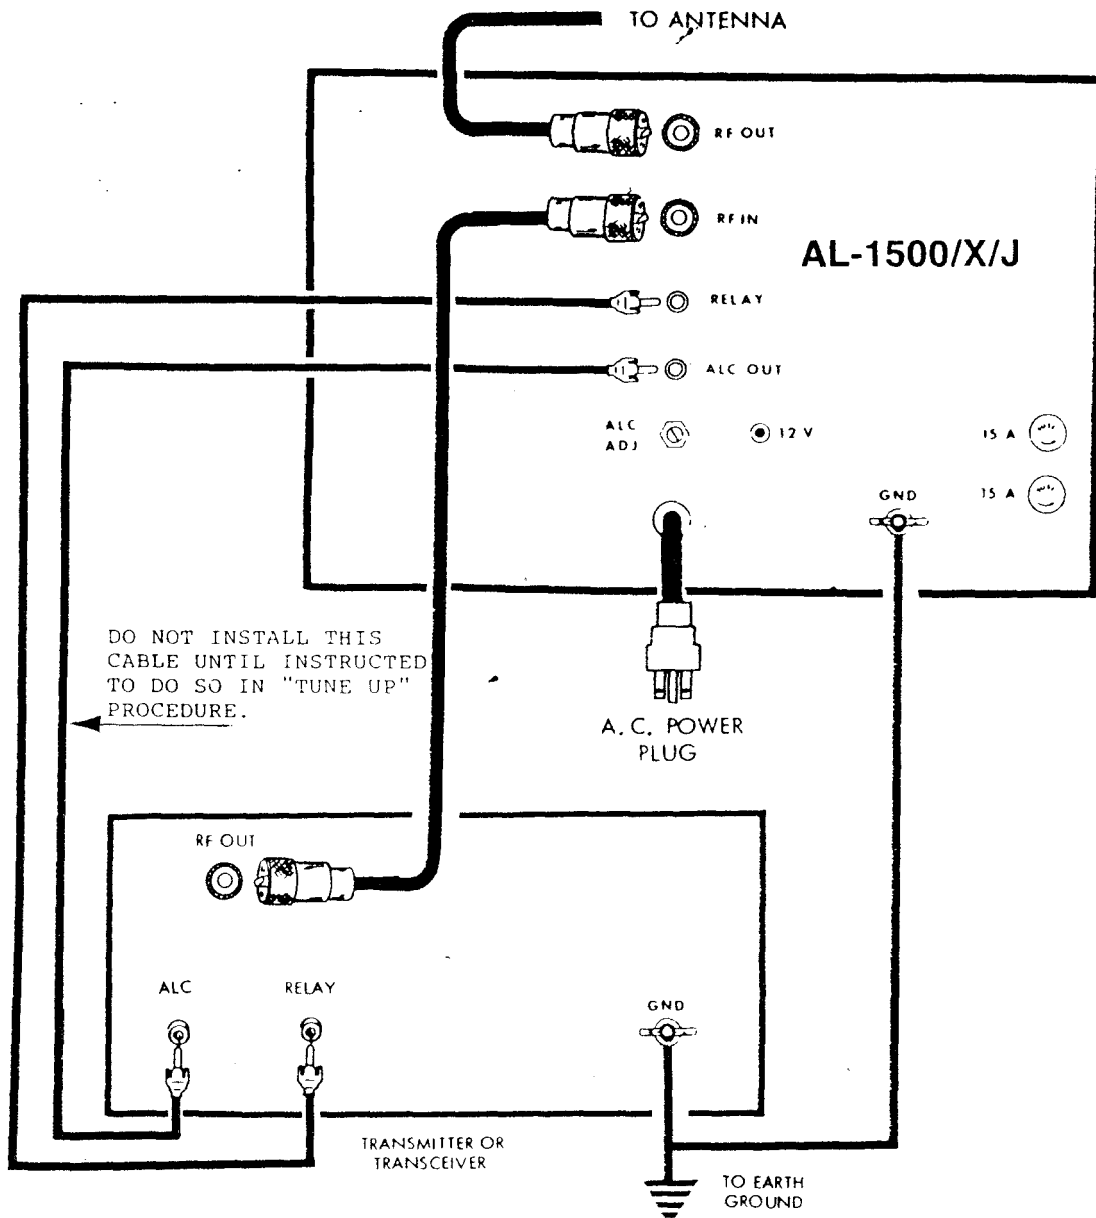 TO ANTENNA
RF OUT
RF IN
AL-1500/X/J
RELAY
ALC OUT
ALC
ADJ
12 V
15 A
15 A
GND
DO NOT INSTALL THIS
CABLE UNTIL INSTRUCTED
TO DO SO IN "TUNE UP"
PROCEDURE.
A.C. POWER
PLUG
RF OUT
ALC
RELAY
GND
TRANSMITTER OR
TRANSCEIVER
TO EARTH
GROUND